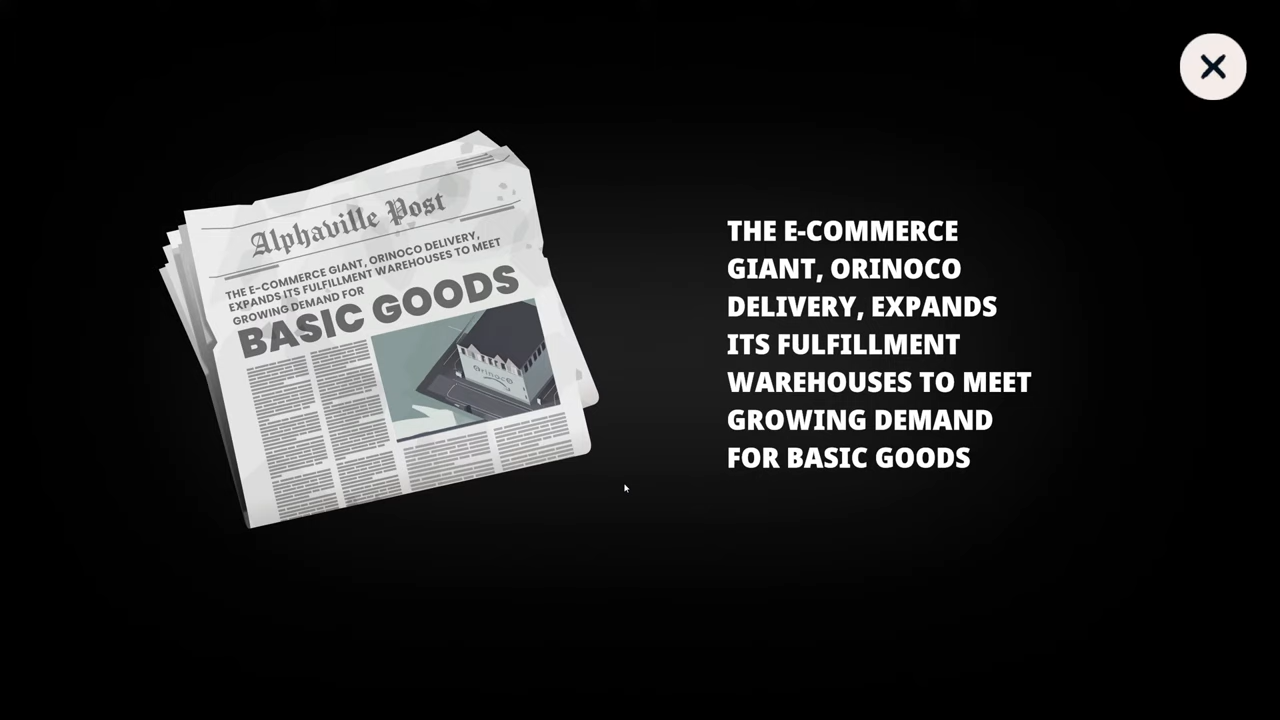 Alphaville Post
THE E-COMMERCE GIANT, ORINOCO DELIVERY,
EXPANDS ITS FULFILLMENT WAREHOUSES TO MEET
GROWING DEMAND FOR
BASIC GOODS
orinoco
THE E-COMMERCE
GIANT, ORINOCO
DELIVERY, EXPANDS
ITS FULFILLMENT
WAREHOUSES TO MEET
GROWING DEMAND
FOR BASIC GOODS